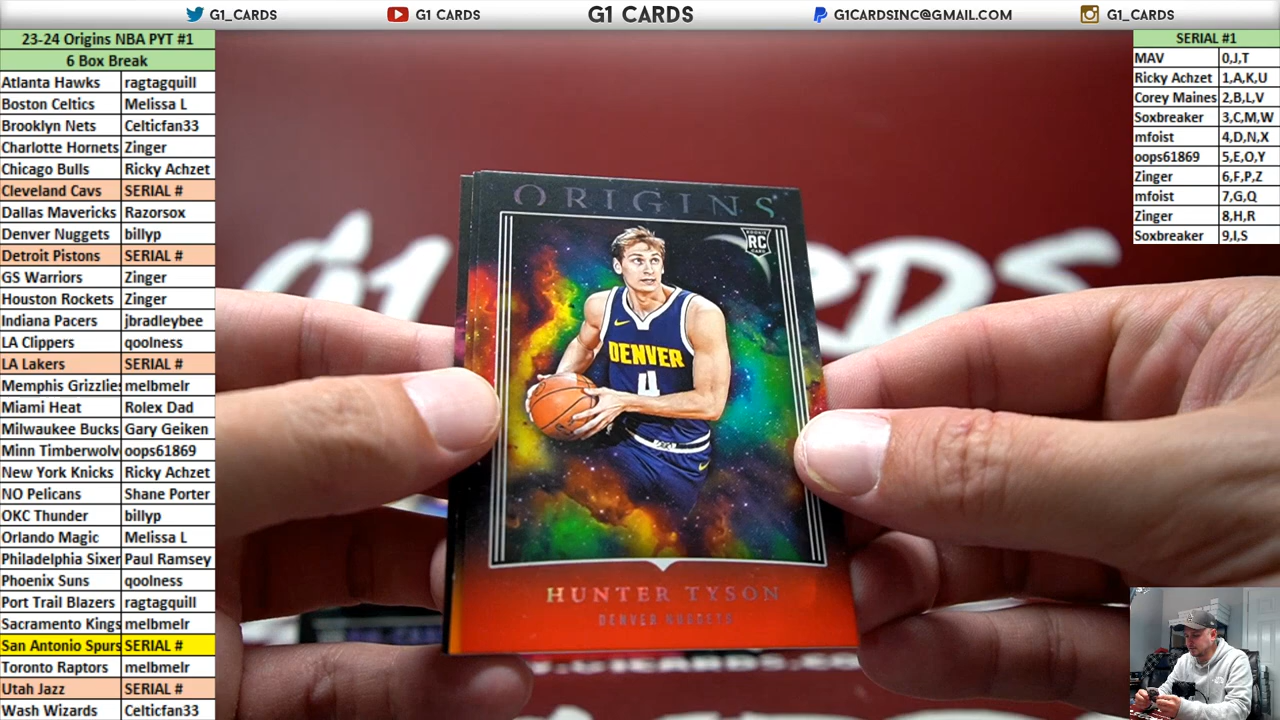 G1_CARDS G1 CARDS G1 CARDS G1CARDSINC@GMAIL.COM G1_CARDS
23-24 Origins NBA PYT #1
6 Box Break
Atlanta Hawks ragtagquill
Boston Celtics Melissa L
Brooklyn Nets Celticfan33
Charlotte Hornets Zinger
Chicago Bulls Ricky Achzet
Cleveland Cavs SERIAL #
Dallas Mavericks Razorsox
Denver Nuggets billyp
Detroit Pistons SERIAL #
GS Warriors Zinger
Houston Rockets Zinger
Indiana Pacers jbradleybee
LA Clippers qoolness
LA Lakers SERIAL #
Memphis Grizzlies melbmelr
Miami Heat Rolex Dad
Milwaukee Bucks Gary Geiken
Minn Timberwolv oops61869
New York Knicks Ricky Achzet
NO Pelicans Shane Porter
OKC Thunder billyp
Orlando Magic Melissa L
Philadelphia Sixer Paul Ramsey
Phoenix Suns qoolness
Port Trail Blazers ragtagquill
Sacramento Kings melbmelr
San Antonio Spurs SERIAL #
Toronto Raptors melbmelr
Utah Jazz SERIAL #
Wash Wizards Celticfan33
SERIAL #1
MAV 0,J,T
Ricky Achzet 1,A,K,U
Corey Maines 2,B,L,V
Soxbreaker 3,C,M,W
mfoist 4,D,N,X
oops61869 5,E,O,Y
Zinger 6,F,P,Z
mfoist 7,G,Q
Zinger 8,H,R
Soxbreaker 9,I,S
ORIGINS
ROOKIE
RC
CARD
DENVER
4
HUNTER TYSON
DENVER NUGGETS